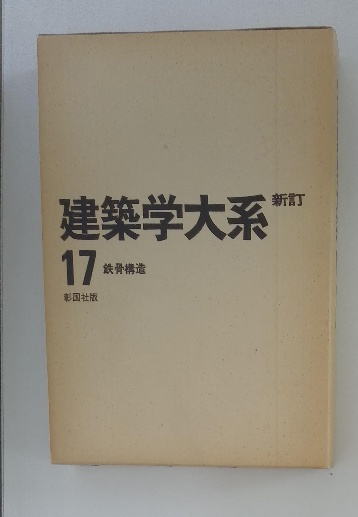 建築学大系 新訂
17 鉄骨構造
彰国社版